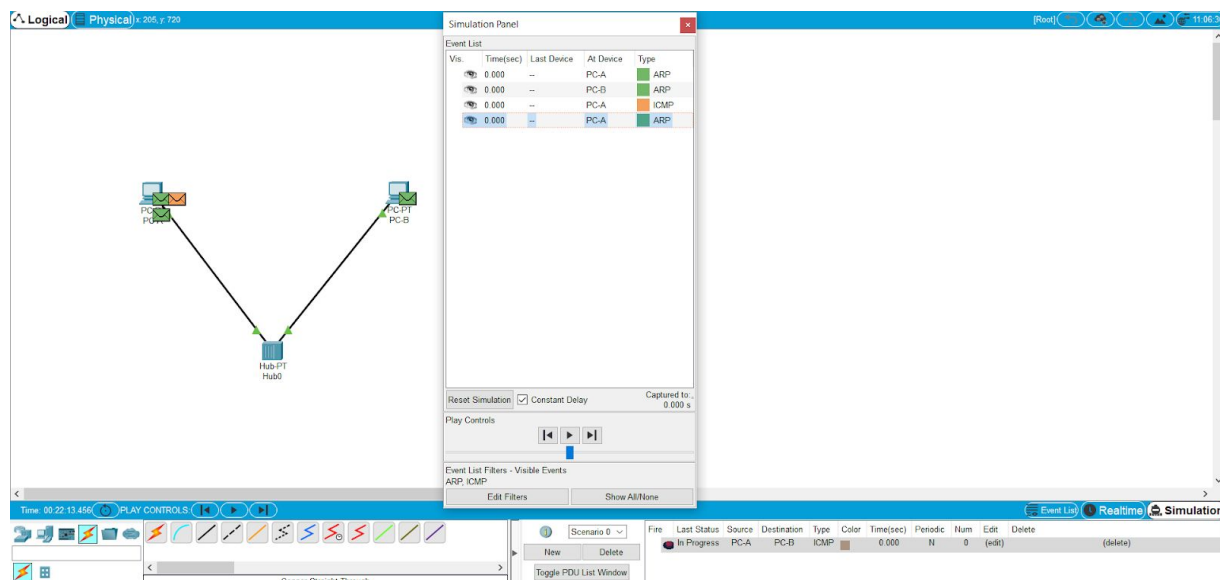 Logical Physical x: 205, y: 720 [Root] 11:06:3
Simulation Panel
Event List
Vis. Time(sec) Last Device At Device Type
0.000 -- PC-A ARP
0.000 -- PC-B ARP
0.000 -- PC-A ICMP
0.000 -- PC-A ARP
PC-PT
PC-B
Hub-PT
Hub0
Reset Simulation Constant Delay Captured to:
0.000 s
Play Controls
Event List Filters - Visible Events
ARP, ICMP
Edit Filters Show All/None
Time: 00:22:13.456 PLAY CONTROLS: Event List Realtime Simulation
Scenario 0
New Delete
Toggle PDU List Window
Fire Last Status Source Destination Type Color Time(sec) Periodic Num Edit Delete
In Progress PC-A PC-B ICMP 0.000 N 0 (edit) (delete)